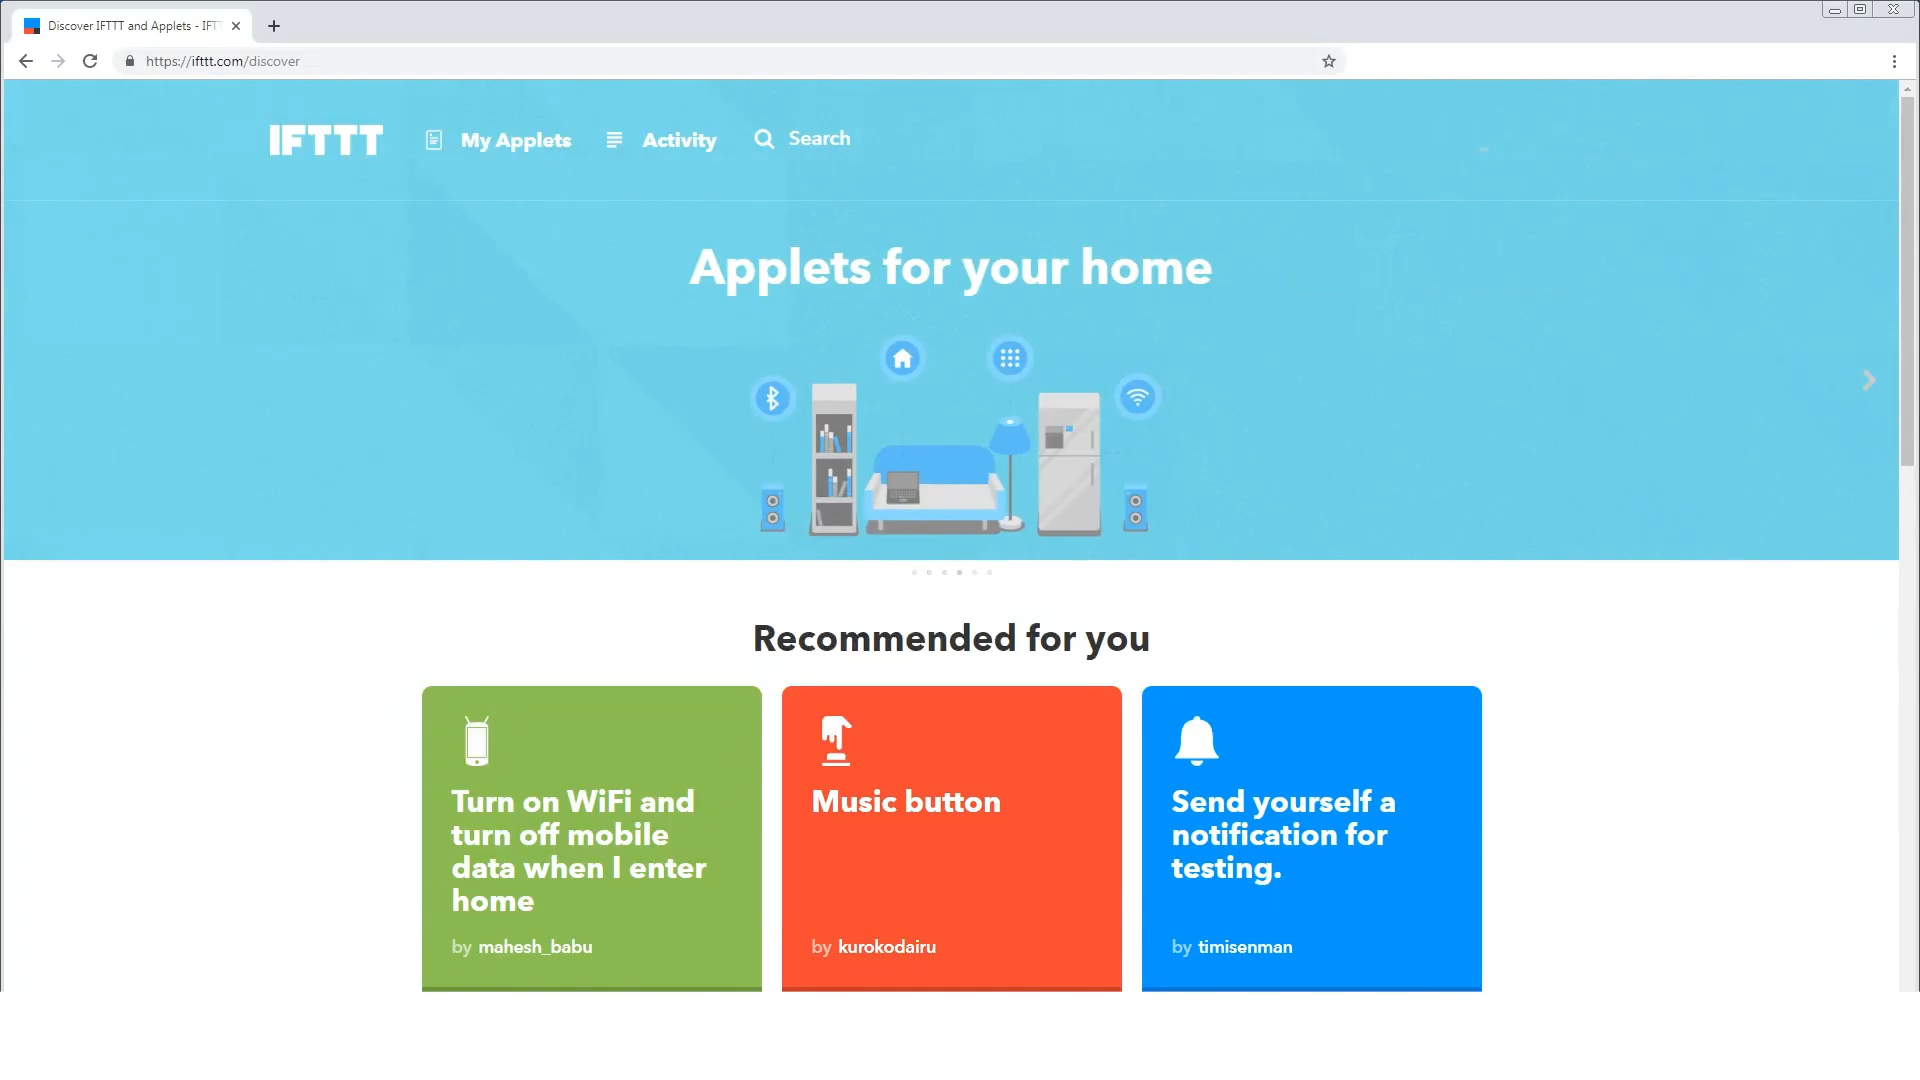 Discover IFTTT and Applets - IFT
https://ifttt.com/discover
IFTTT My Applets Activity Search
Applets for your home
Recommended for you
Turn on WiFi and
turn off mobile
data when I enter
home
by mahesh_babu
Music button
by kurokodairu
Send yourself a
notification for
testing.
by timisenman